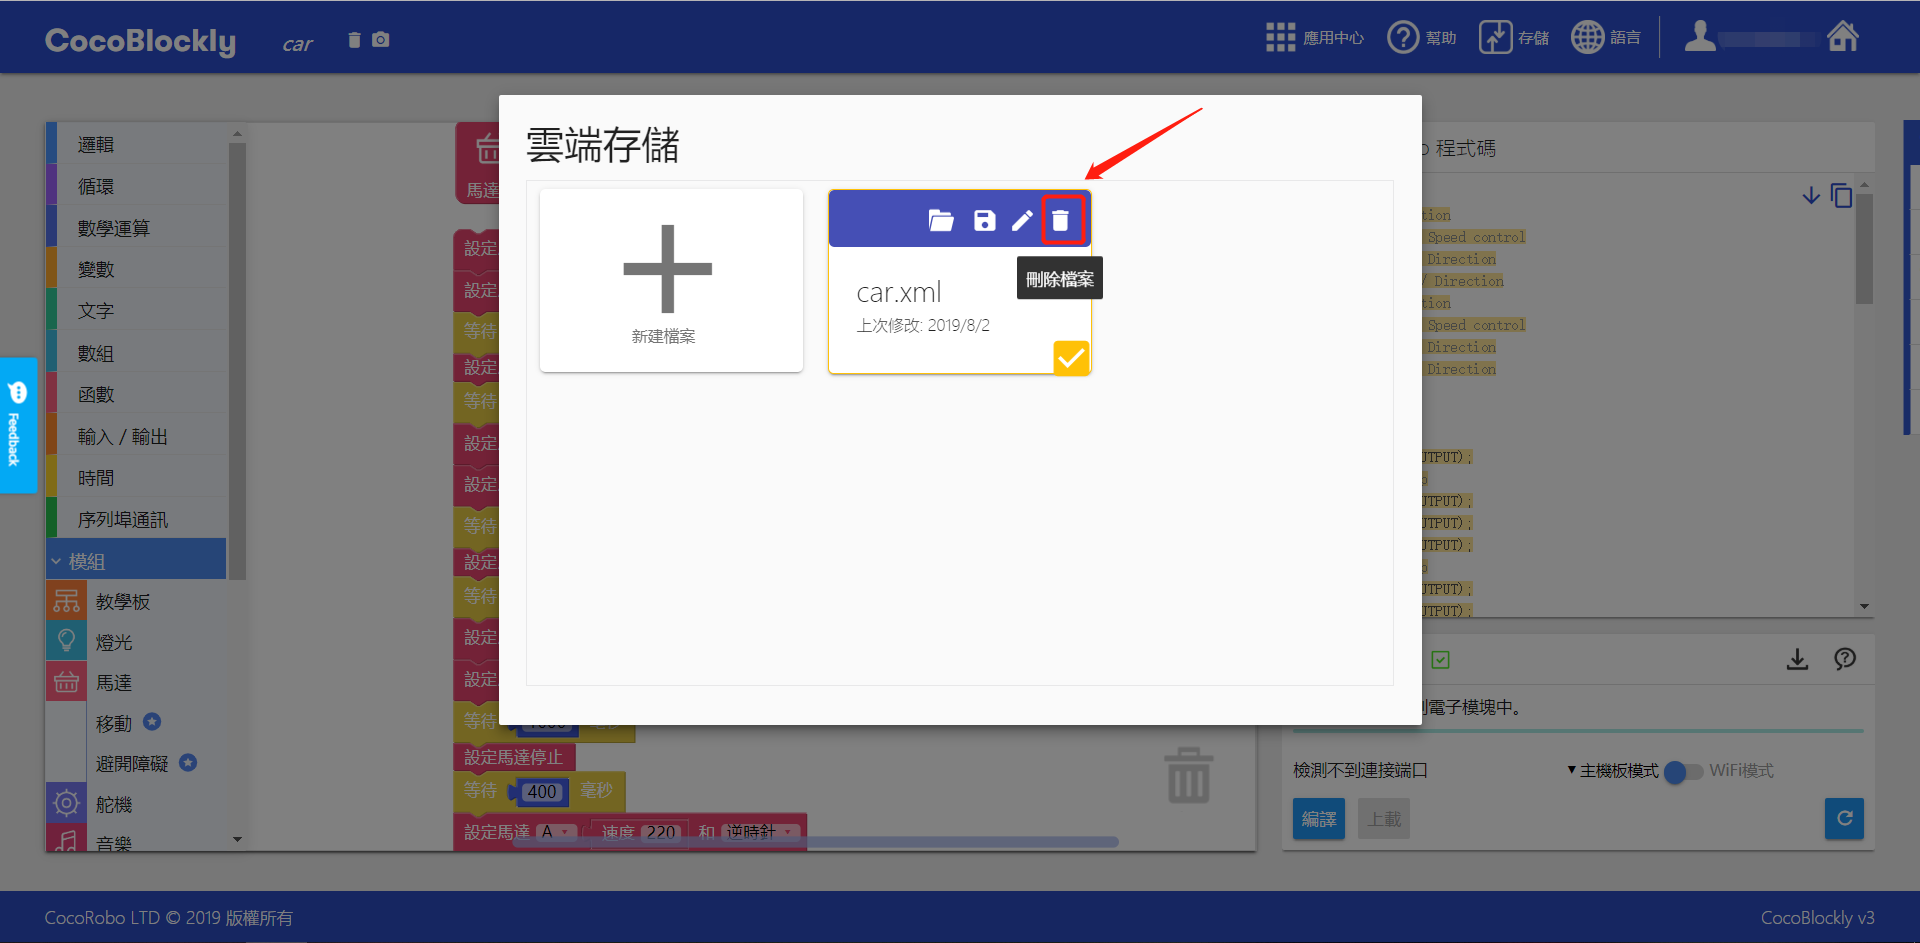 CocoBlockly
car
應用中心
幫助
存儲
語言
雲端存儲
新建檔案
car.xml
上次修改: 2019/8/2
刪除檔案
邏輯
循環
數學運算
變數
文字
數組
函數
輸入 / 輸出
時間
序列埠通訊
模組
教學板
燈光
馬達
移動
避開障礙
舵機
音樂
Feedback
馬達
設定
設定
等待
設定
等待
設定
設定
等待
設定
等待
設定
設定
等待
設定馬達停止
等待 400 毫秒
設定馬達 A 速度 220 和 逆時針
程式碼
Speed control
Direction
Direction
Speed control
Direction
Direction
UTPUT);
UTPUT);
UTPUT);
UTPUT);
UTPUT);
UTPUT);
電子模塊中。
檢測不到連接端口
主機板模式
WiFi模式
編譯
上載
CocoRobo LTD © 2019 版權所有
CocoBlockly v3